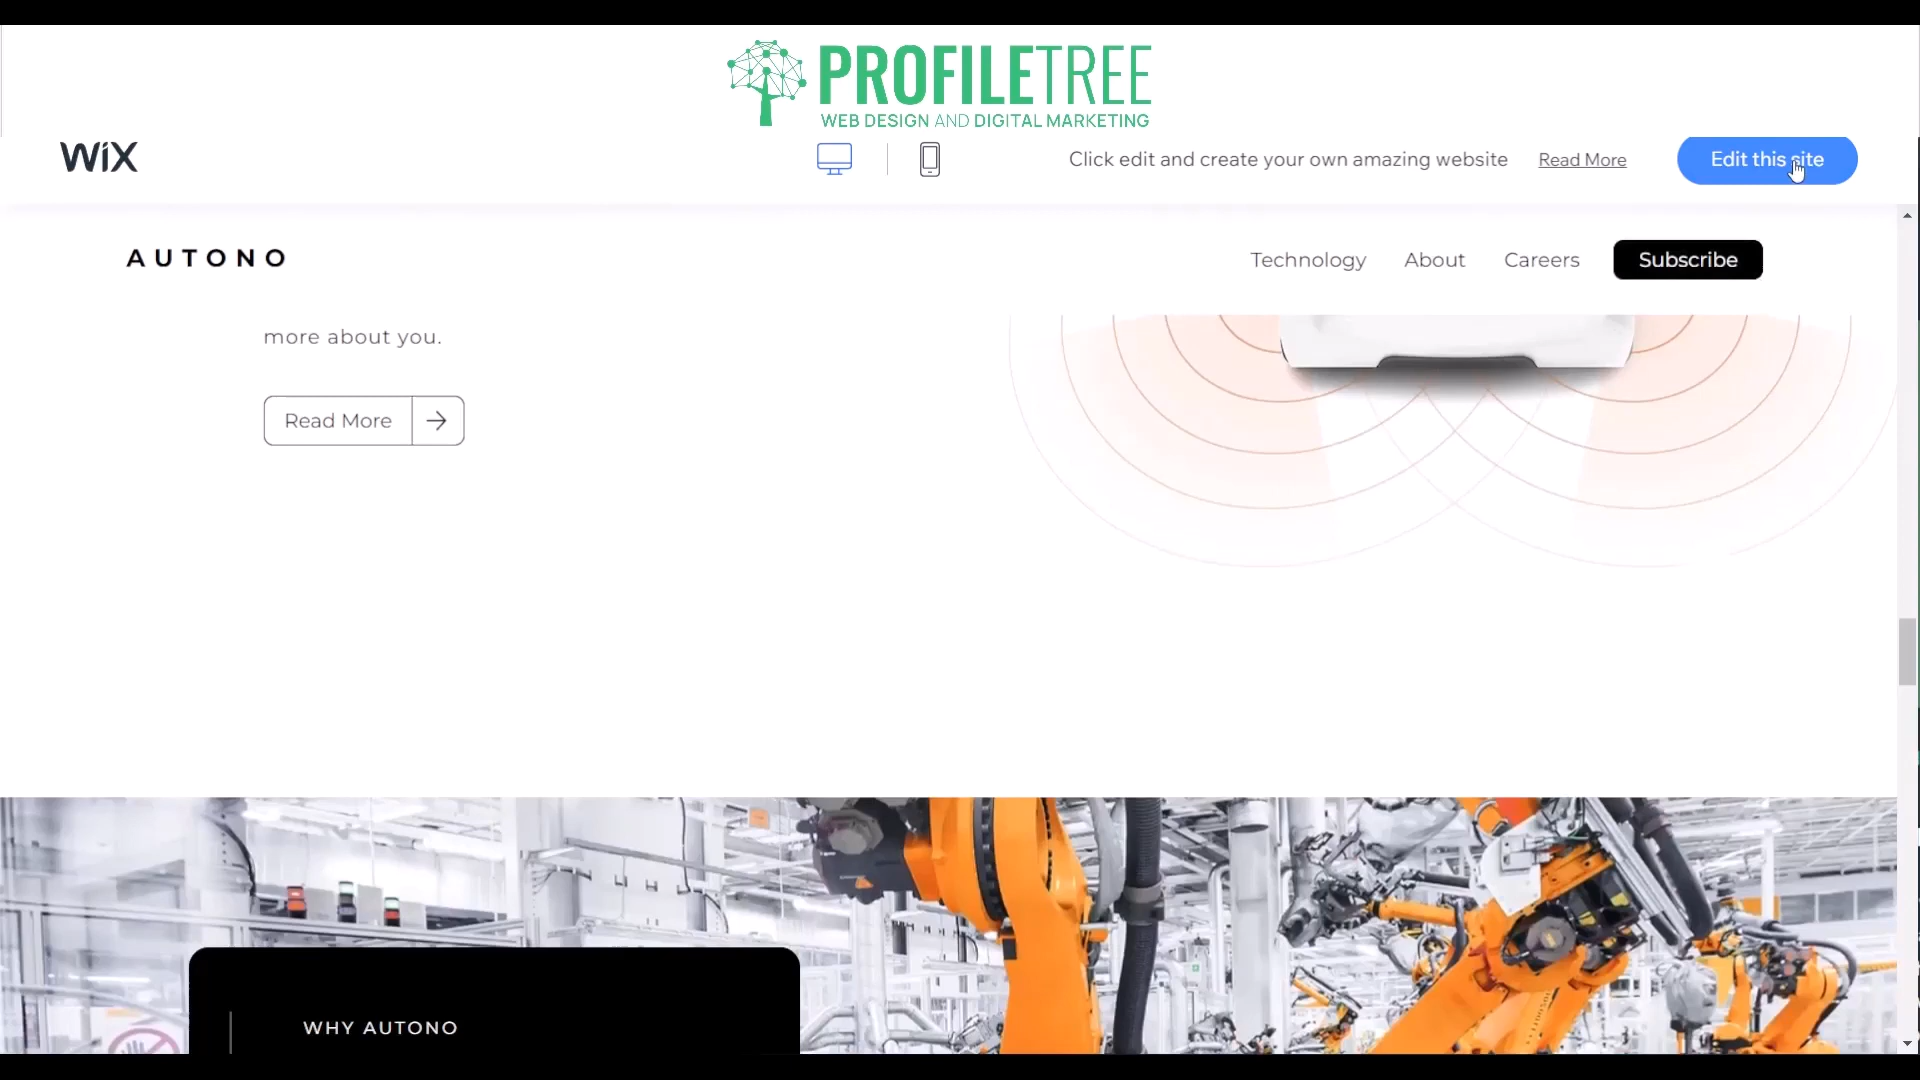 PROFILETREE
WEB DESIGN AND DIGITAL MARKETING
WiX
Click edit and create your own amazing website
Read More
Edit this site
AUTONO
Technology
About
Careers
Subscribe
more about you.
Read More
WHY AUTONO